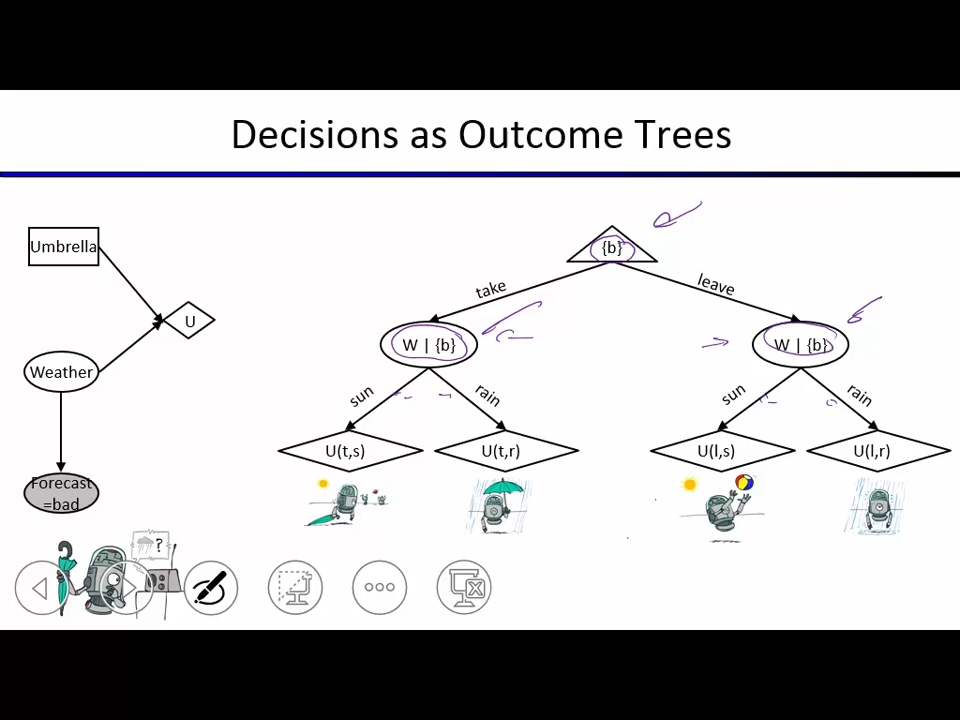 Decisions as Outcome Trees
Umbrella
U
Weather
Forecast
=bad
?
{b}
take
leave
W | {b}
W | {b}
sun
rain
sun
rain
U(t,s)
U(t,r)
U(l,s)
U(l,r)